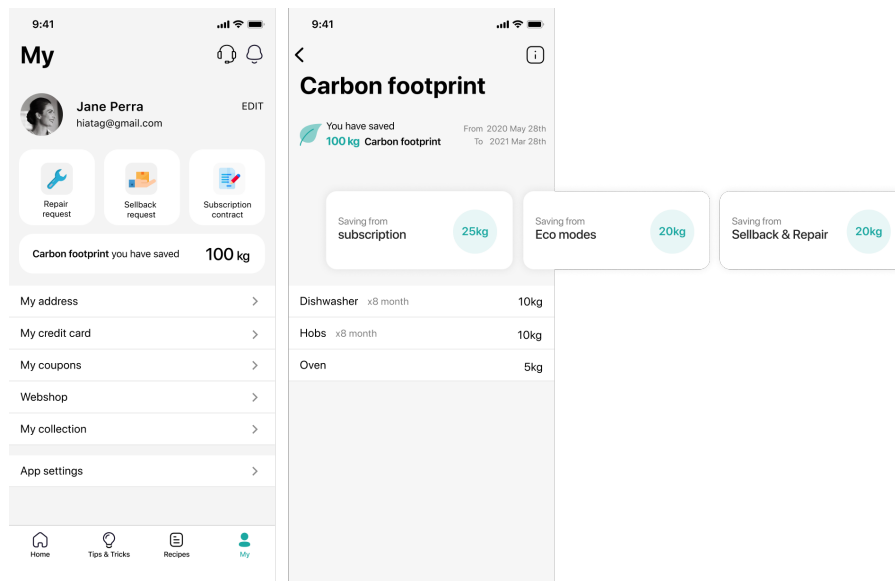 9:41
My
Jane Perra
EDIT
hiatag@gmail.com
Repair
request
Sellback
request
Subscription
contract
Carbon footprint you have saved 100 kg
My address
My credit card
My coupons
Webshop
My collection
App settings
Home
Tips & Tricks
Recipes
My
9:41
Carbon footprint
You have saved
100 kg Carbon footprint
From 2020 May 28th
To 2021 Mar 28th
Saving from
subscription
25kg
Saving from
Eco modes
20kg
Saving from
Sellback & Repair
20kg
Dishwasher x8 month 10kg
Hobs x8 month 10kg
Oven 5kg